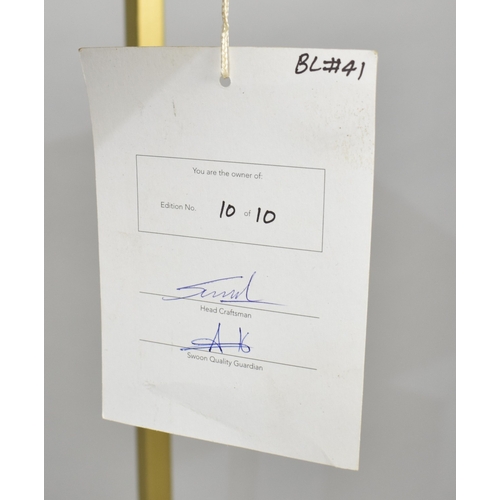 BL#41
You are the owner of:
Edition No. 10 of 10
Head Craftsman
Swoon Quality Guardian